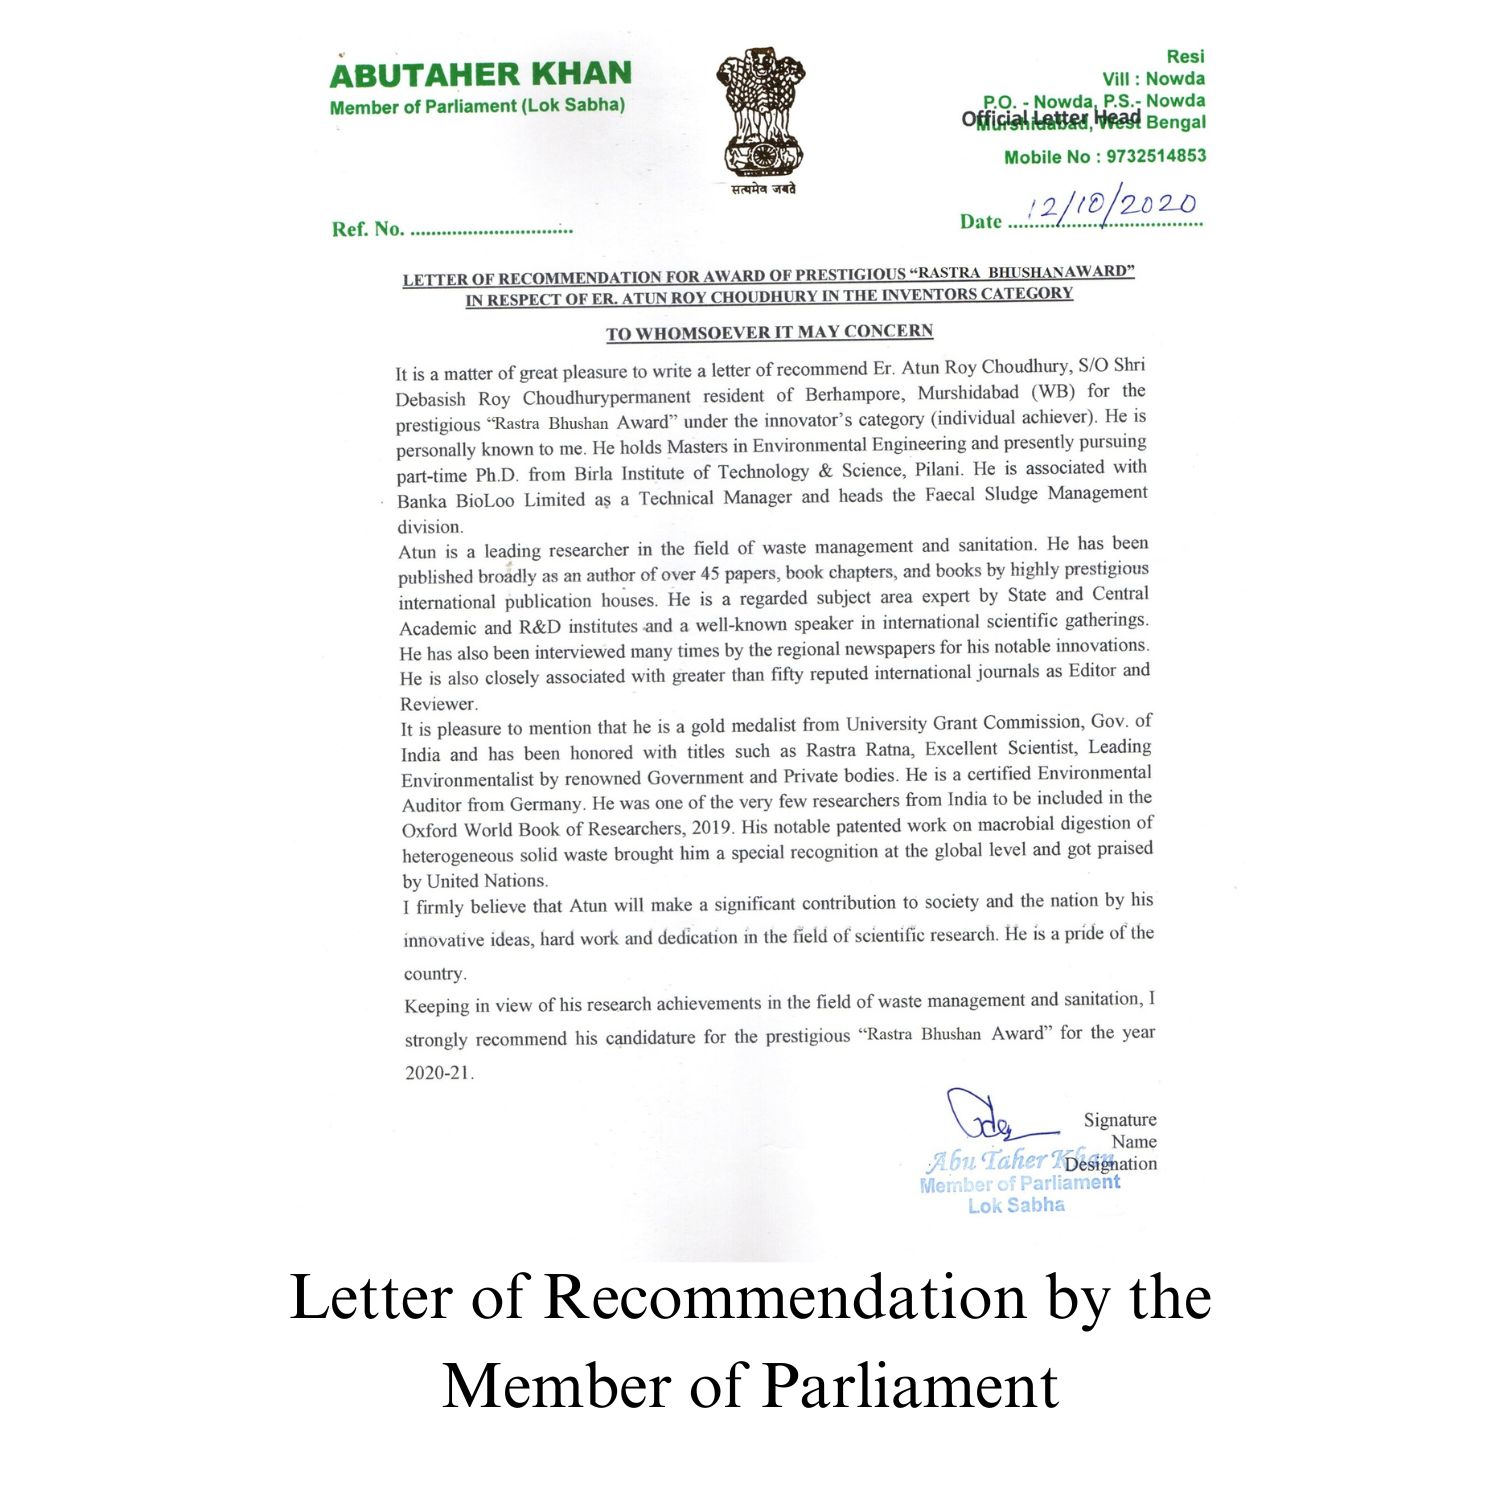 ABUTAHER KHAN
Member of Parliament (Lok Sabha)
सत्यमेव जयते
Resi
Vill : Nowda
P.O. - Nowda, P.S.- Nowda
Official Letter Head
Murshidabad, West Bengal
Mobile No : 9732514853
Ref. No. ................................
Date 12/10/2020
LETTER OF RECOMMENDATION FOR AWARD OF PRESTIGIOUS “RASTRA BHUSHANAWARD”
IN RESPECT OF ER. ATUN ROY CHOUDHURY IN THE INVENTORS CATEGORY
TO WHOMSOEVER IT MAY CONCERN
It is a matter of great pleasure to write a letter of recommend Er. Atun Roy Choudhury, S/O Shri
Debasish Roy Choudhurypermanent resident of Berhampore, Murshidabad (WB) for the
prestigious “Rastra Bhushan Award” under the innovator’s category (individual achiever). He is
personally known to me. He holds Masters in Environmental Engineering and presently pursuing
part-time Ph.D. from Birla Institute of Technology & Science, Pilani. He is associated with
Banka BioLoo Limited as a Technical Manager and heads the Faecal Sludge Management
division.
Atun is a leading researcher in the field of waste management and sanitation. He has been
published broadly as an author of over 45 papers, book chapters, and books by highly prestigious
international publication houses. He is a regarded subject area expert by State and Central
Academic and R&D institutes and a well-known speaker in international scientific gatherings.
He has also been interviewed many times by the regional newspapers for his notable innovations.
He is also closely associated with greater than fifty reputed international journals as Editor and
Reviewer.
It is pleasure to mention that he is a gold medalist from University Grant Commission, Gov. of
India and has been honored with titles such as Rastra Ratna, Excellent Scientist, Leading
Environmentalist by renowned Government and Private bodies. He is a certified Environmental
Auditor from Germany. He was one of the very few researchers from India to be included in the
Oxford World Book of Researchers, 2019. His notable patented work on macrobial digestion of
heterogeneous solid waste brought him a special recognition at the global level and got praised
by United Nations.
I firmly believe that Atun will make a significant contribution to society and the nation by his
innovative ideas, hard work and dedication in the field of scientific research. He is a pride of the
country.
Keeping in view of his research achievements in the field of waste management and sanitation, I
strongly recommend his candidature for the prestigious “Rastra Bhushan Award” for the year
2020-21.
Signature
Name
Designation
Abu Taher Khan
Member of Parliament
Lok Sabha
Letter of Recommendation by the
Member of Parliament